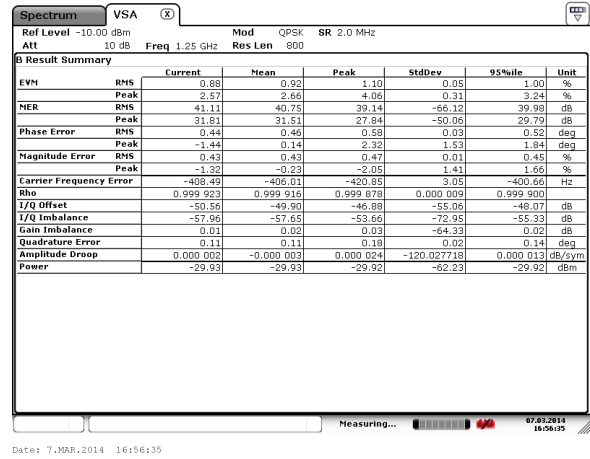 Spectrum VSA X
Ref Level -10.00 dBm Mod QPSK SR 2.0 MHz
Att 10 dB Freq 1.25 GHz Res Len 800
B Result Summary
Current Mean Peak StdDev 95%ile Unit
EVM RMS 0.88 0.92 1.10 0.05 1.00 %
Peak 2.57 2.66 4.06 0.31 3.24 %
MER RMS 41.11 40.75 39.14 -66.12 39.98 dB
Peak 31.81 31.51 27.84 -50.06 29.79 dB
Phase Error RMS 0.44 0.46 0.58 0.03 0.52 deg
Peak -1.44 0.14 2.32 1.53 1.84 deg
Magnitude Error RMS 0.43 0.43 0.47 0.01 0.45 %
Peak -1.32 -0.23 -2.05 1.41 1.66 %
Carrier Frequency Error -408.49 -406.01 -420.85 3.05 -400.66 Hz
Rho 0.999 923 0.999 916 0.999 878 0.000 009 0.999 900
I/Q Offset -50.56 -49.90 -46.88 -55.06 -48.07 dB
I/Q Imbalance -57.96 -57.65 -53.66 -72.95 -55.33 dB
Gain Imbalance 0.01 0.02 0.03 -64.33 0.02 dB
Quadrature Error 0.11 0.11 0.18 0.02 0.14 deg
Amplitude Droop 0.000 002 -0.000 003 0.000 024 -120.027718 0.000 013 dB/sym
Power -29.93 -29.93 -29.92 -62.23 -29.92 dBm
Measuring... 07.03.2014
16:56:35
Date: 7.MAR.2014 16:56:35